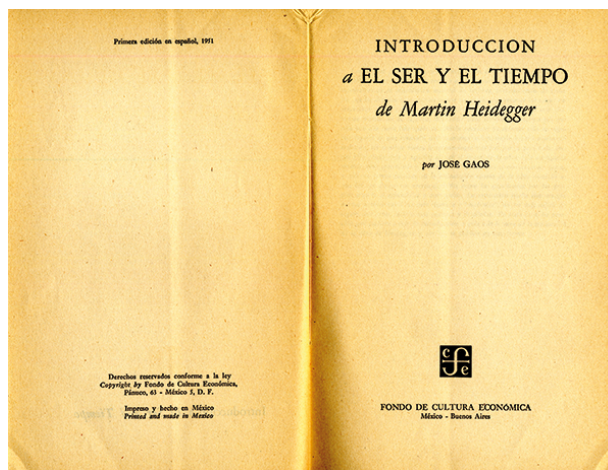 Primera edición en español, 1951
Derechos reservados conforme a la ley
Copyright by Fondo de Cultura Económica,
Pánuco, 63 - México 5, D. F.
Impreso y hecho en México
Printed and made in Mexico
INTRODUCCION
a EL SER Y EL TIEMPO
de Martin Heidegger
por JOSÉ GAOS
cfe
FONDO DE CULTURA ECONÓMICA
México - Buenos Aires